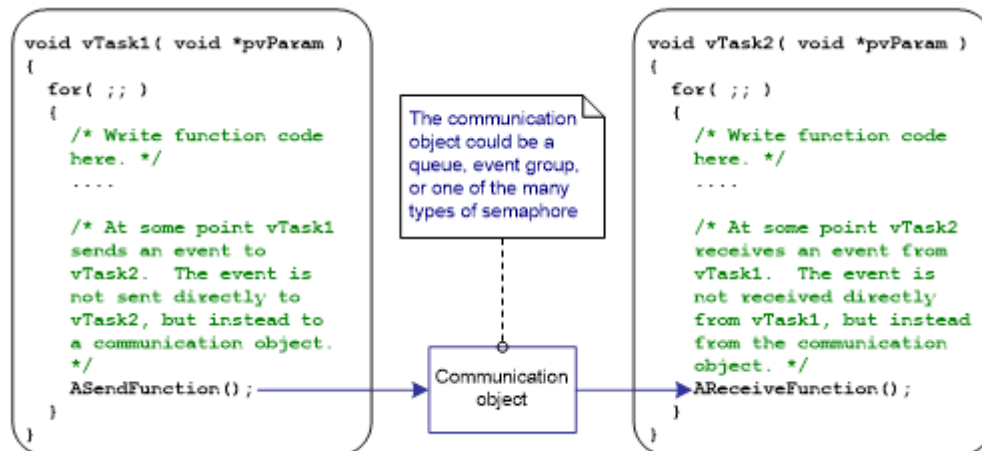 void vTask1( void *pvParam )
{
for( ;; )
{
/* Write function code
here. */
....
/* At some point vTask1
sends an event to
vTask2.  The event is
not sent directly to
vTask2, but instead to
a communication object.
*/
ASendFunction();
}
}
The communication
object could be a
queue, event group,
or one of the many
types of semaphore
Communication
object
void vTask2( void *pvParam )
{
for( ;; )
{
/* Write function code
here. */
....
/* At some point vTask2
receives an event from
vTask1.  The event is
not received directly
from vTask1, but instead
from the communication
object. */
AReceiveFunction();
}
}